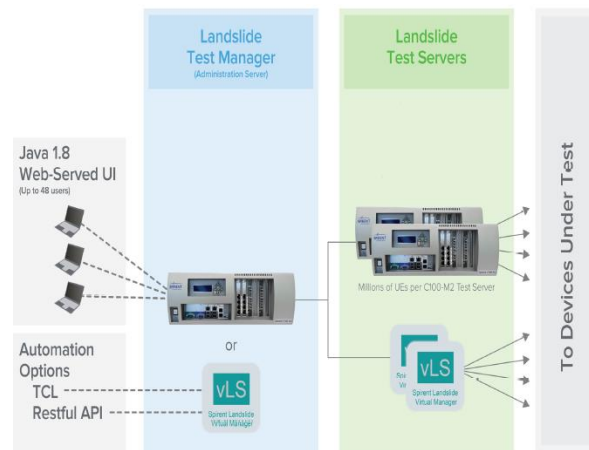 Landslide
Test Manager
(Administration Server)
Landslide
Test Servers
Java 1.8
Web-Served UI
(Up to 48 users)
Millions of UEs per C100-M2 Test Server
or
Automation
Options
TCL
Restful API
vLS
Spirent Landslide
Virtual Manager
vLS
Spirent Landslide
Virtual Manager
To Devices Under Test